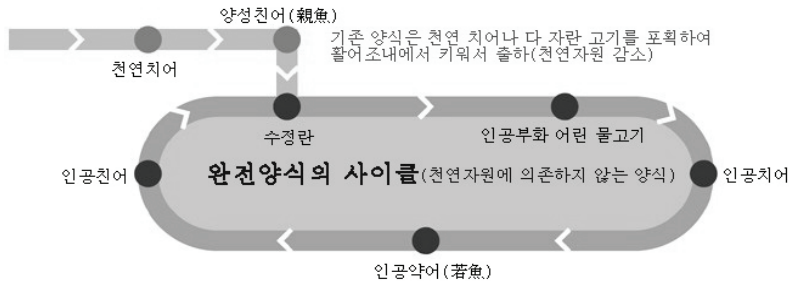 양성친어(親魚)
기존 양식은 천연 치어나 다 자란 고기를 포획하여
활어조내에서 키워서 출하(천연자원 감소)
천연치어
수정란
인공부화 어린 물고기
인공친어
완전양식의 사이클(천연자원에 의존하지 않는 양식)
인공치어
인공약어(若魚)